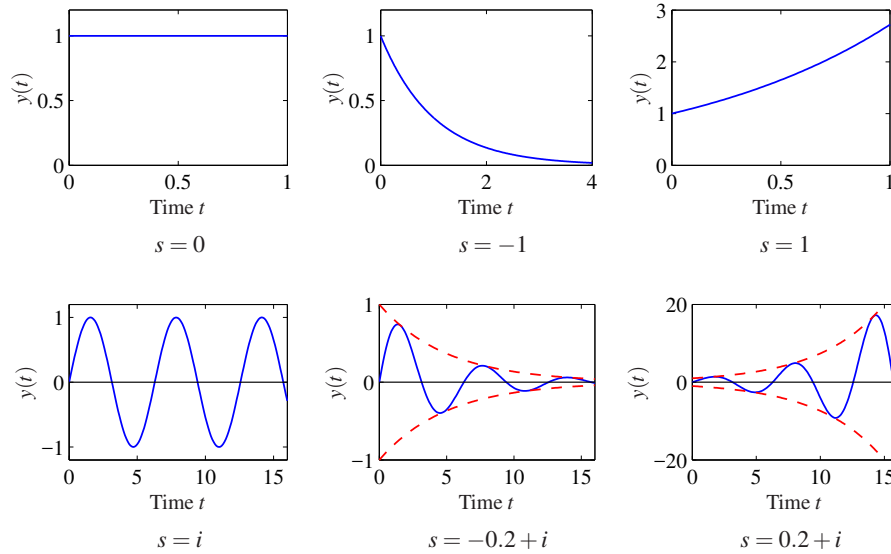 1
0.5
0
y(t)
0 0.5 1
Time t
s = 0
1
0.5
0
y(t)
0 2 4
Time t
s = −1
3
2
1
0
y(t)
0 0.5 1
Time t
s = 1
1
0
−1
y(t)
0 5 10 15
Time t
s = i
1
0
−1
y(t)
0 5 10 15
Time t
s = −0.2 + i
20
0
−20
y(t)
0 5 10 15
Time t
s = 0.2 + i